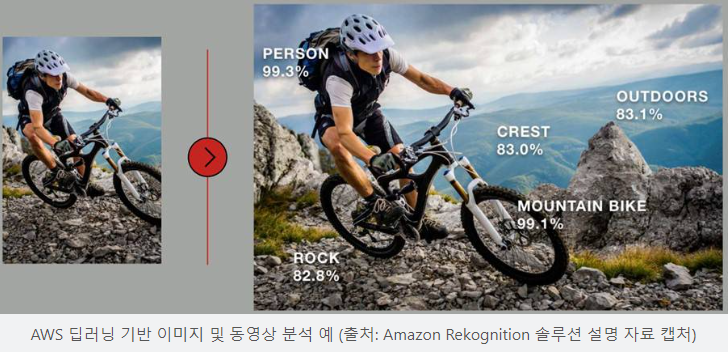 PERSON
99.3%
OUTDOORS
83.1%
CREST
83.0%
MOUNTAIN BIKE
99.1%
ROCK
82.8%
AWS 딥러닝 기반 이미지 및 동영상 분석 예 (출처: Amazon Rekognition 솔루션 설명 자료 캡처)